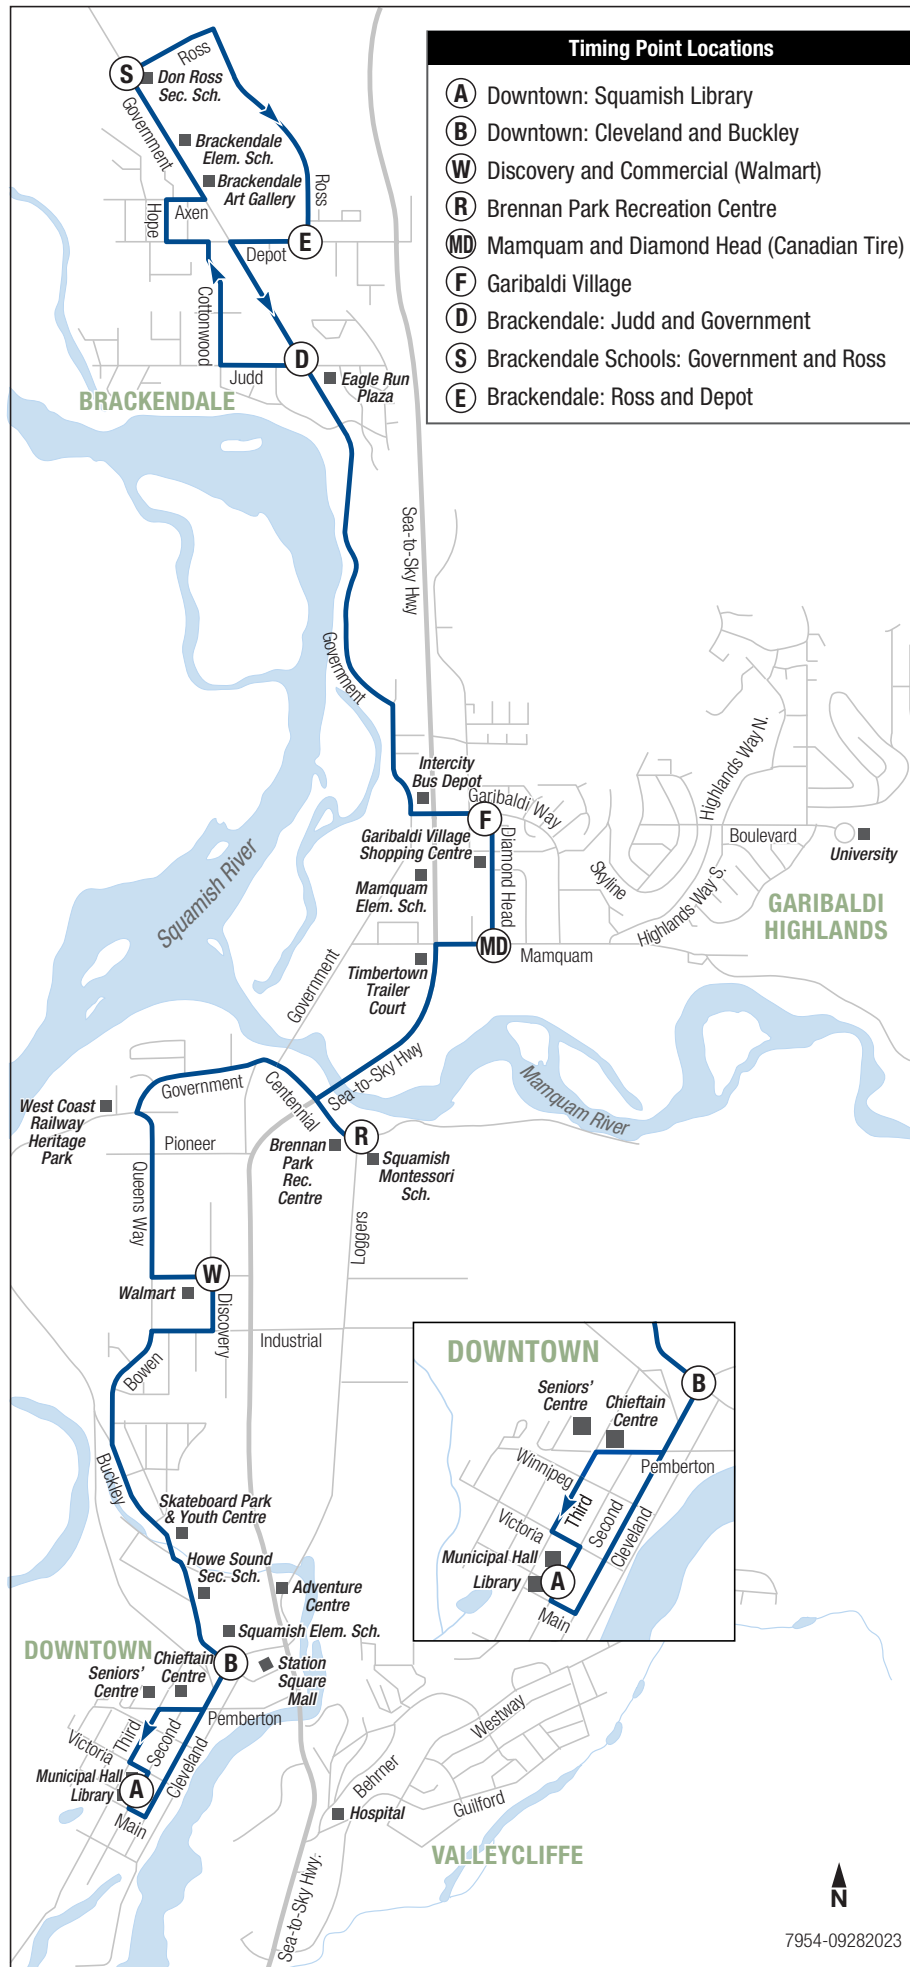 Timing Point Locations
A Downtown: Squamish Library
B Downtown: Cleveland and Buckley
W Discovery and Commercial (Walmart)
R Brennan Park Recreation Centre
MD Mamquam and Diamond Head (Canadian Tire)
F Garibaldi Village
D Brackendale: Judd and Government
S Brackendale Schools: Government and Ross
E Brackendale: Ross and Depot
Ross
S
Don Ross
Sec. Sch.
Government
Brackendale
Elem. Sch.
Brackendale
Art Gallery
Ross
Hope
Axen
E
Depot
Cottonwood
D
Judd
Eagle Run
Plaza
BRACKENDALE
Sea-to-Sky Hwy
Government
Intercity
Bus Depot
Garibaldi Way
F
Highlands Way N.
Boulevard
University
Garibaldi Village
Shopping Centre
Diamond Head
Mamquam
Elem. Sch.
Skyline
Highlands Way S.
GARIBALDI
HIGHLANDS
Squamish River
MD
Mamquam
Timbertown
Trailer
Court
Government
Sea-to-Sky Hwy
Mamquam River
Government
Centennial
West Coast
Railway
Heritage
Park
Pioneer
R
Brennan
Park
Rec.
Centre
Squamish
Montessori
Sch.
Queens Way
Loggers
W
Walmart
Discovery
Industrial
Bowen
Buckley
Skateboard Park
& Youth Centre
Howe Sound
Sec. Sch.
Adventure
Centre
Squamish Elem. Sch.
DOWNTOWN
B
Station
Square
Mall
Chieftain
Centre
Seniors'
Centre
Pemberton
Third
Second
Victoria
Cleveland
Municipal Hall
Library
A
Main
DOWNTOWN
B
Seniors'
Centre
Chieftain
Centre
Winnipeg
Pemberton
Third
Second
Victoria
Cleveland
Municipal Hall
Library
A
Main
Westway
Behrner
Guilford
Hospital
VALLEYCLIFFE
Sea-to-Sky Hwy.
N
7954-09282023